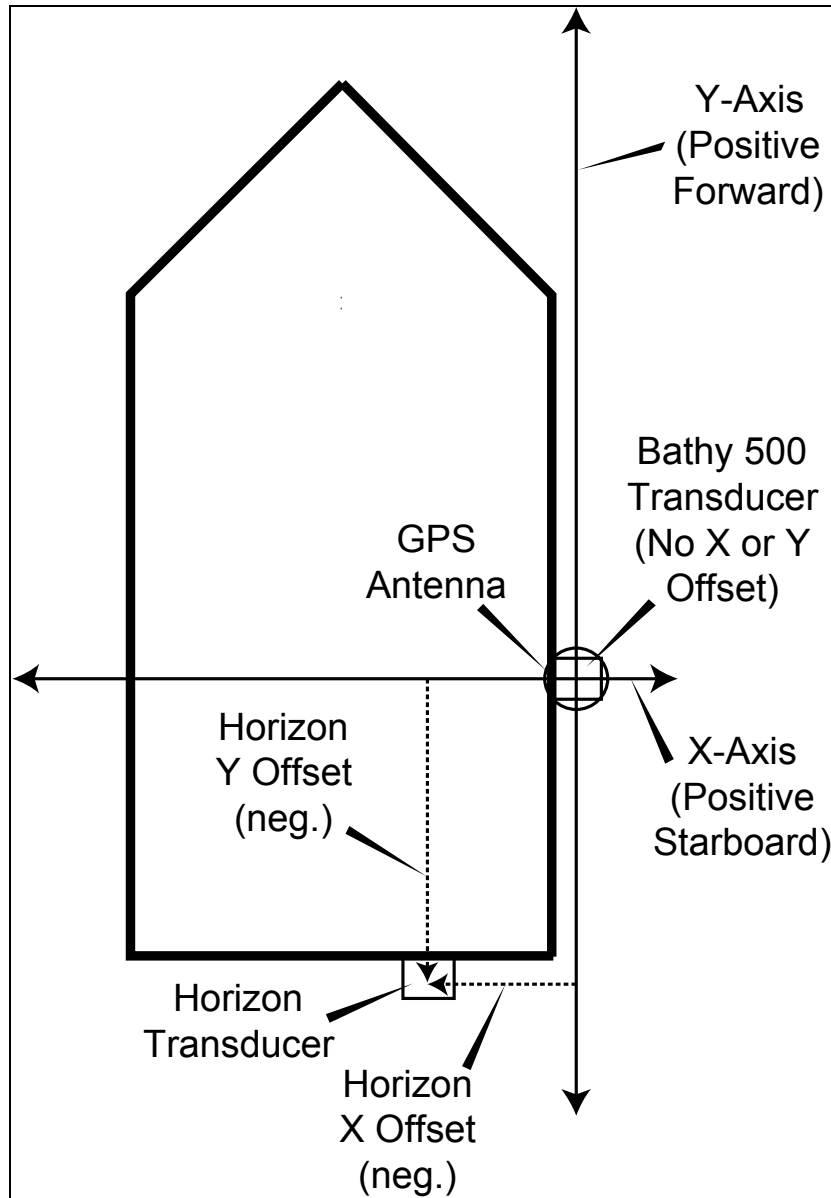 Y-Axis
(Positive
Forward)
Bathy 500
Transducer
(No X or Y
Offset)
GPS
Antenna
Horizon
Y Offset
(neg.)
X-Axis
(Positive
Starboard)
Horizon
Transducer
Horizon
X Offset
(neg.)